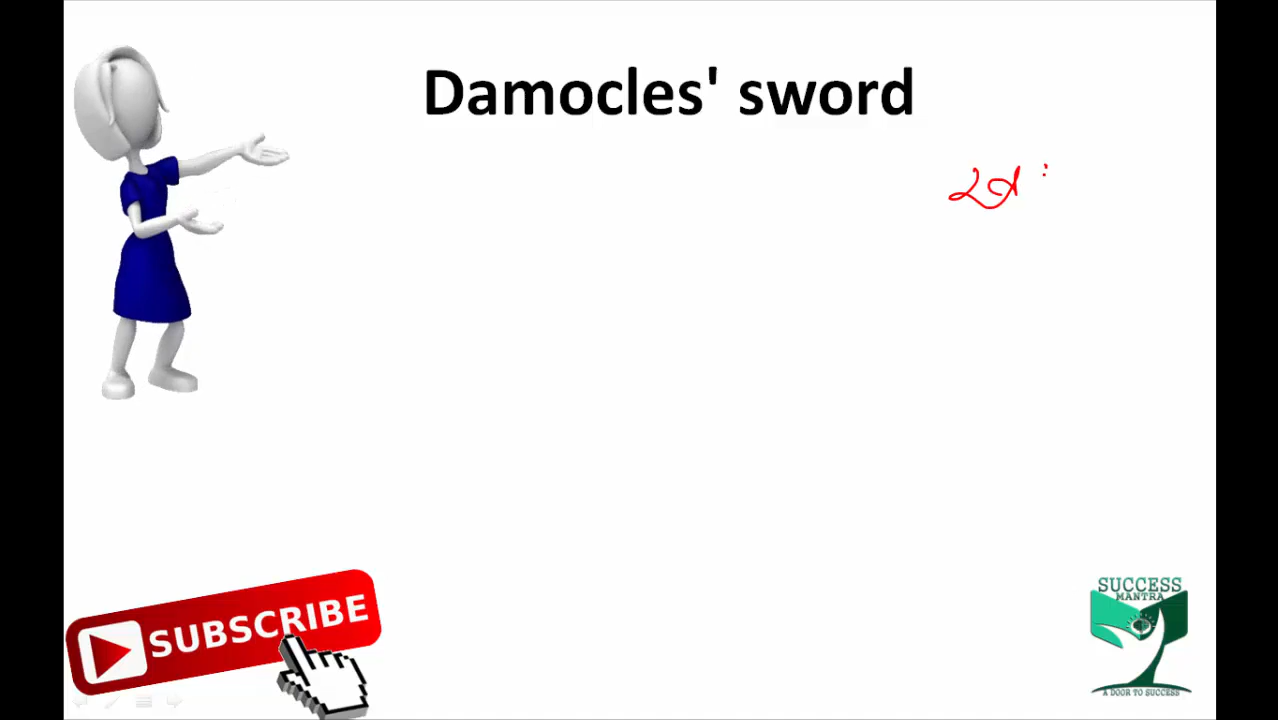 Damocles' sword
SUBSCRIBE
SUCCESS
MANTRA
A DOOR TO SUCCESS